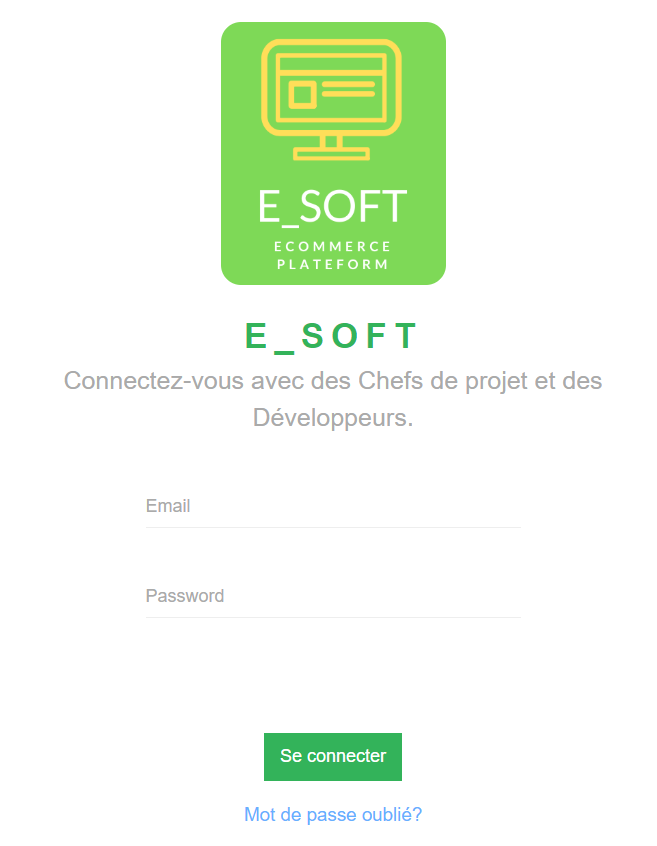 E_SOFT
ECOMMERCE
PLATEFORM
E_SOFT
Connectez-vous avec des Chefs de projet et des
Développeurs.
Email
Password
Se connecter
Mot de passe oublié?